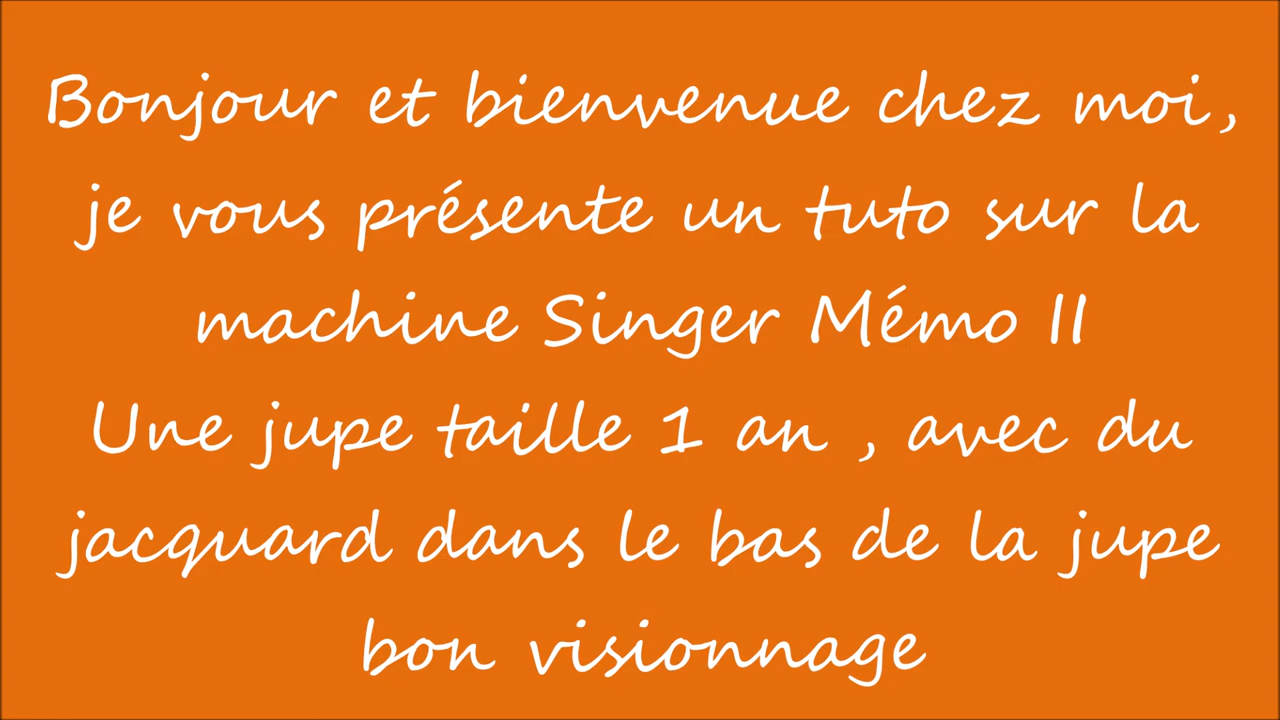 Bonjour et bienvenue chez moi,
je vous présente un tuto sur la
machine Singer Mémo II
Une jupe taille 1 an , avec du
jacquard dans le bas de la jupe
bon visionnage